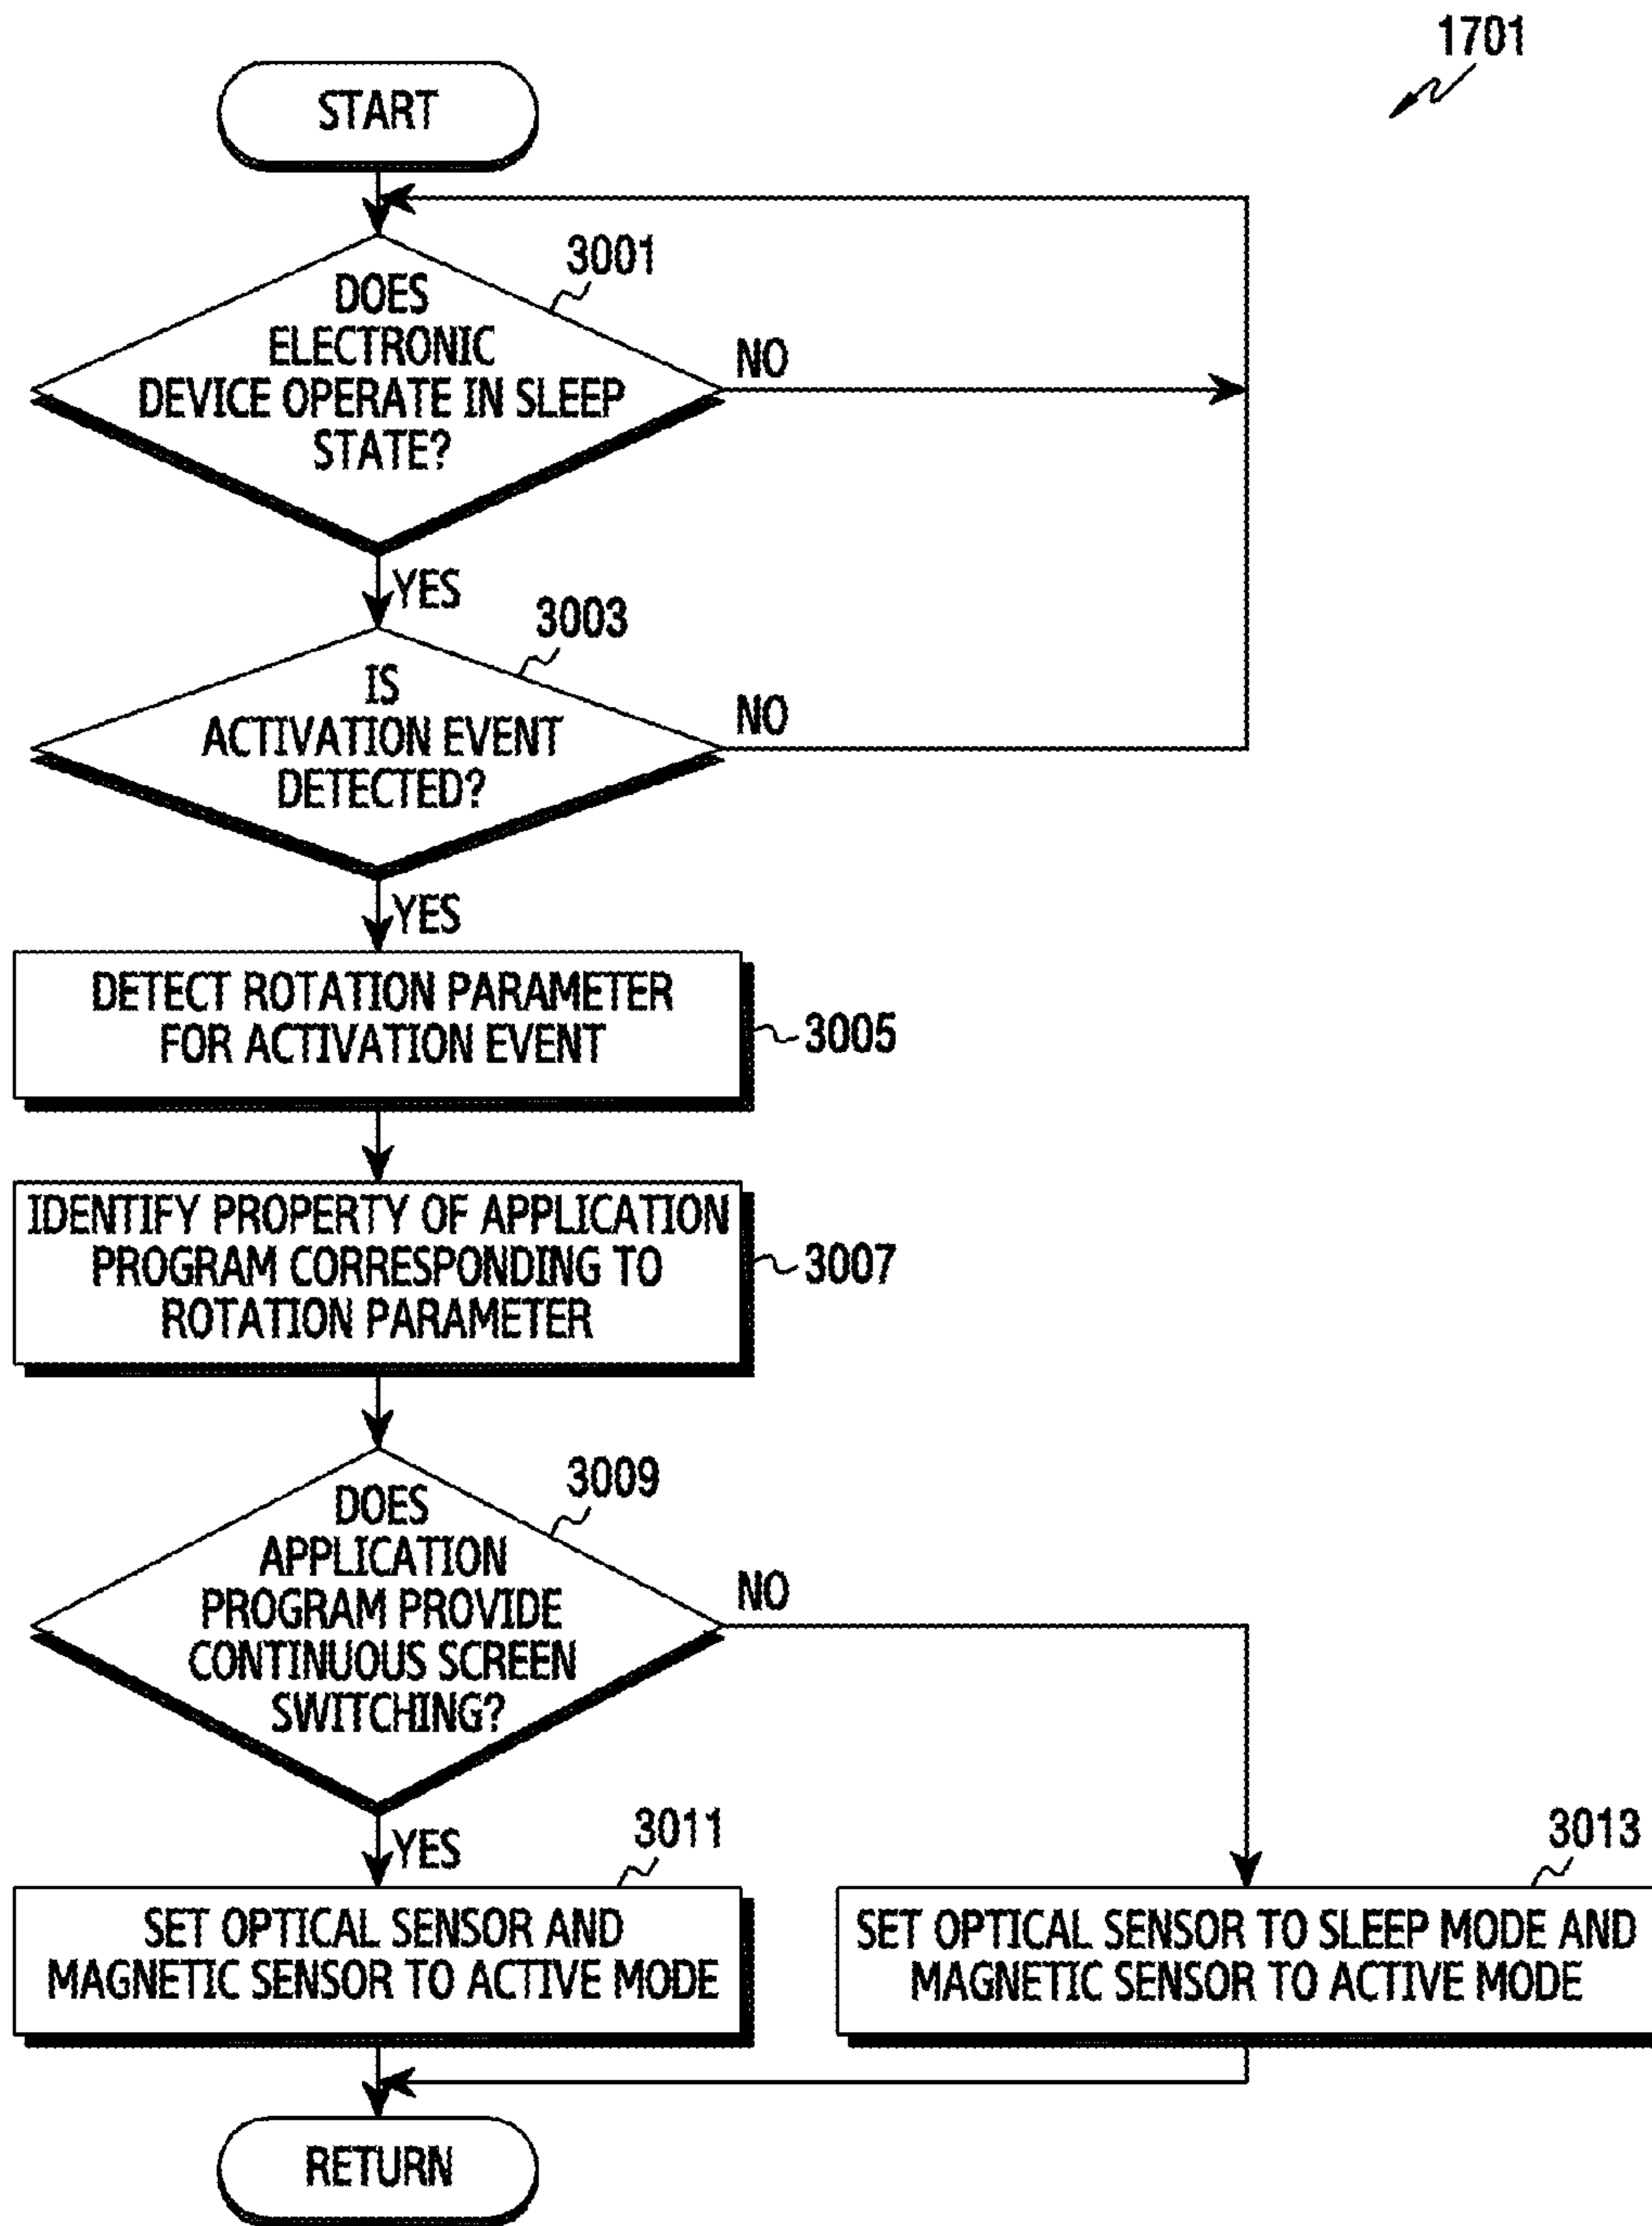 1701
START
3001
DOES
ELECTRONIC
DEVICE OPERATE IN SLEEP
STATE?
NO
YES
3003
IS
ACTIVATION EVENT
DETECTED?
NO
YES
DETECT ROTATION PARAMETER
FOR ACTIVATION EVENT
3005
IDENTIFY PROPERTY OF APPLICATION
PROGRAM CORRESPONDING TO
ROTATION PARAMETER
3007
3009
DOES
APPLICATION
PROGRAM PROVIDE
CONTINUOUS SCREEN
SWITCHING?
NO
YES
3011
SET OPTICAL SENSOR AND
MAGNETIC SENSOR TO ACTIVE MODE
3013
SET OPTICAL SENSOR TO SLEEP MODE AND
MAGNETIC SENSOR TO ACTIVE MODE
RETURN